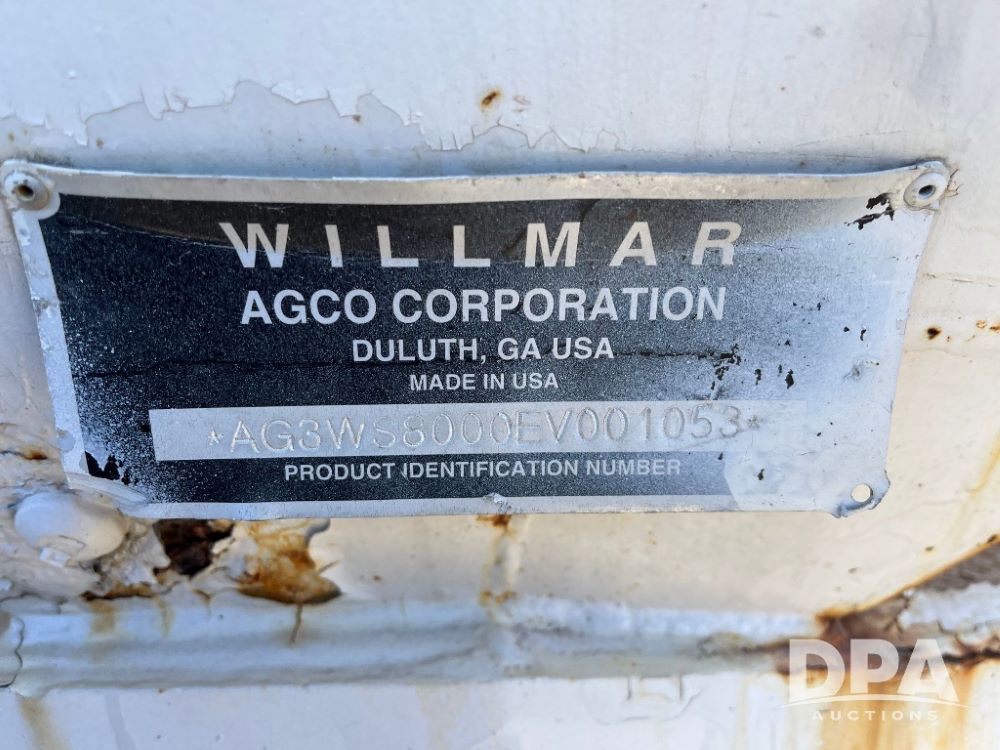 WILLMAR
AGCO CORPORATION
DULUTH, GA USA
MADE IN USA
*AG3WS8000EV001053*
PRODUCT IDENTIFICATION NUMBER
DPA
AUCTIONS